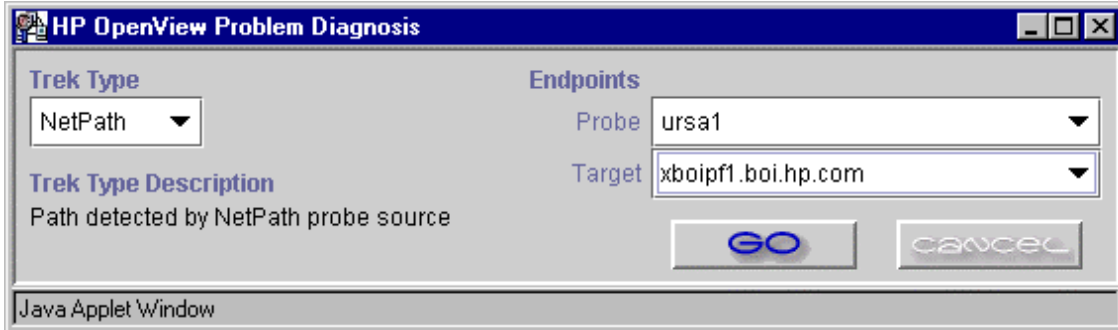 HP OpenView Problem Diagnosis
Trek Type
NetPath
Trek Type Description
Path detected by NetPath probe source
Endpoints
Probe ursa1
Target xboipf1.boi.hp.com
GO cancel
Java Applet Window